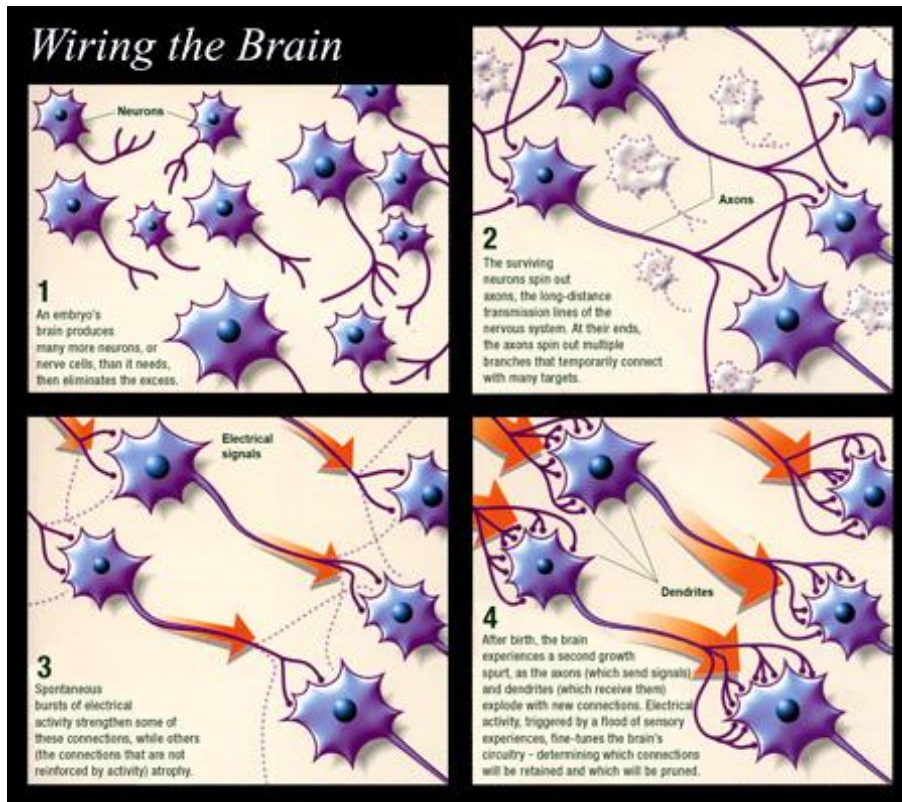 Wiring the Brain
Neurons
1
An embryo's
brain produces
many more neurons, or
nerve cells, than it needs,
then eliminates the excess.
Axons
2
The surviving
neurons spin out
axons, the long-distance
transmission lines of the
nervous system. At their ends,
the axons spin out multiple
branches that temporarily connect
with many targets.
Electrical
signals
3
Spontaneous
bursts of electrical
activity strengthen some of
these connections, while others
(the connections that are not
reinforced by activity) atrophy.
Dendrites
4
After birth, the brain
experiences a second growth
spurt, as the axons (which send signals)
and dendrites (which receive them)
explode with new connections. Electrical
activity, triggered by a flood of sensory
experiences, fine-tunes the brain's
circuitry – determining which connections
will be retained and which will be pruned.